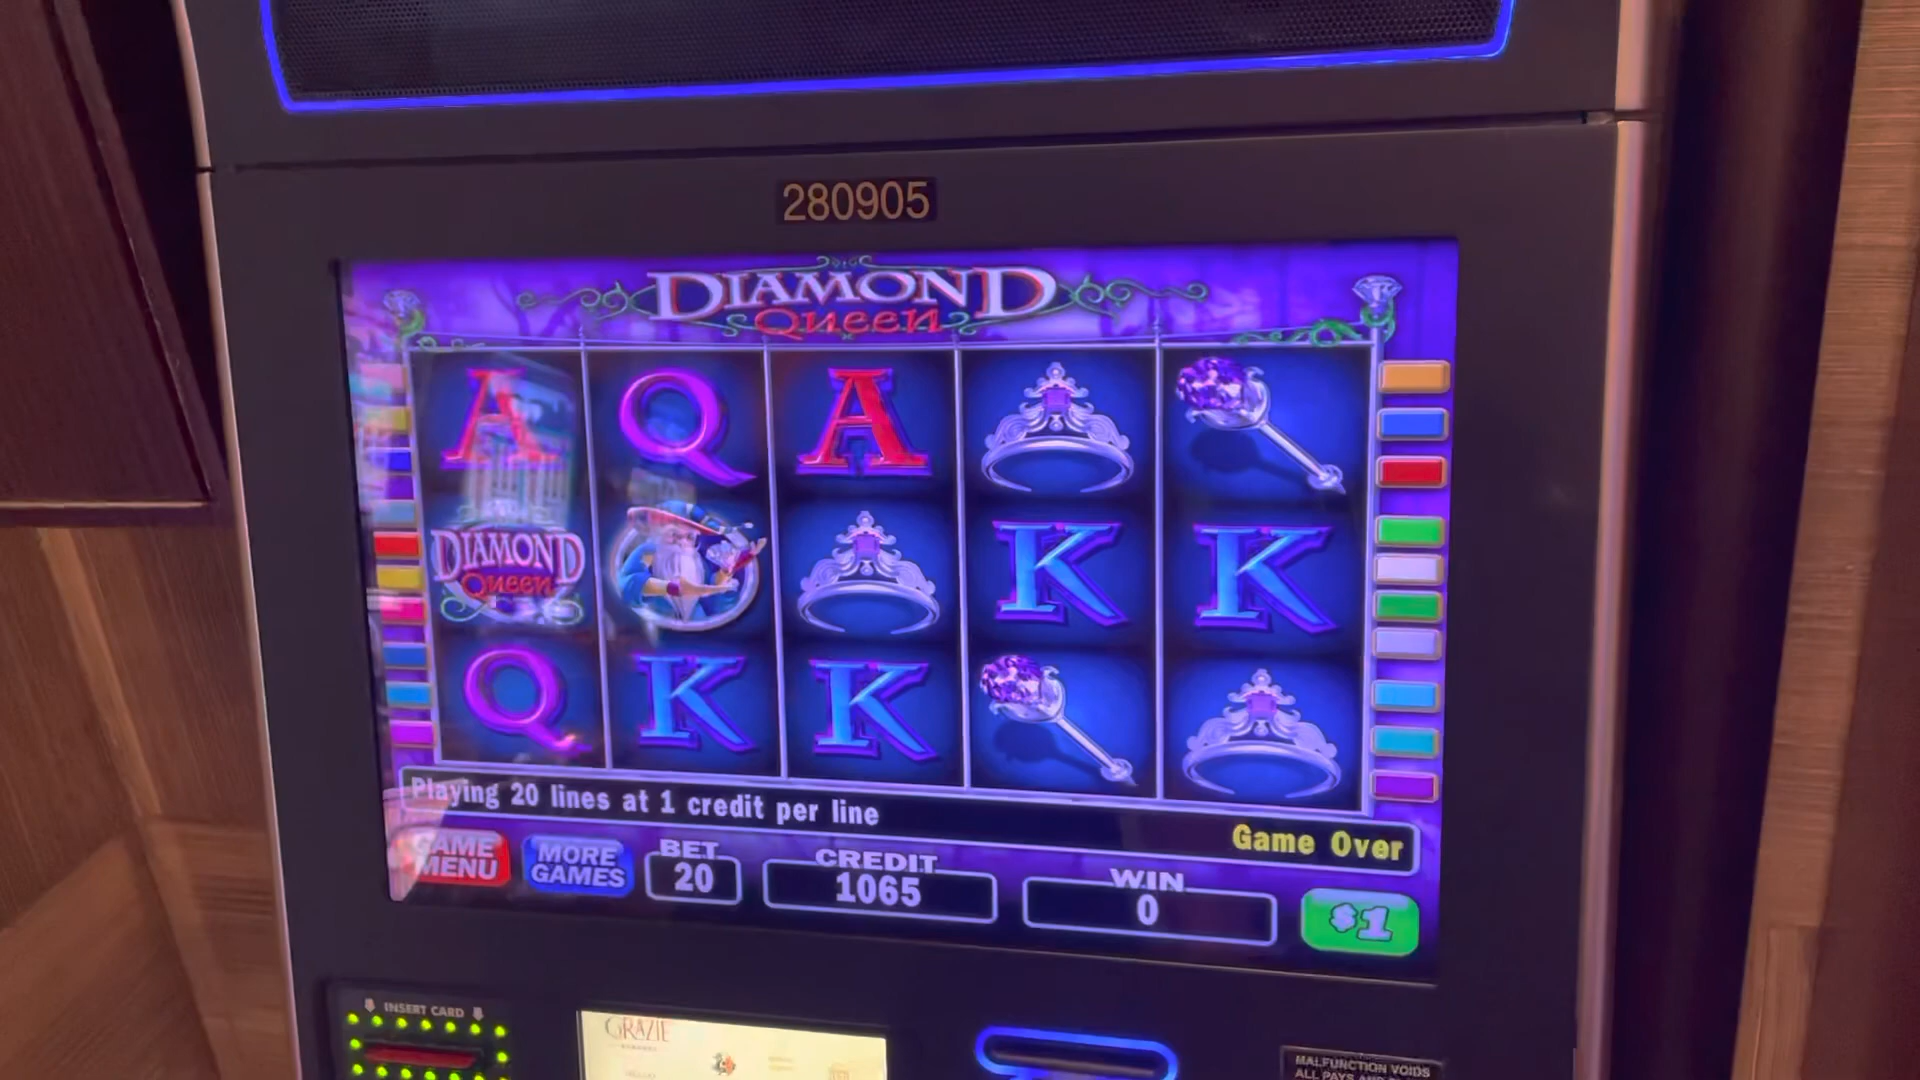 280905
DIAMOND
Queen
A Q A
DIAMOND
Queen
K K
Q K K
Playing 20 lines at 1 credit per line
Game Over
GAME
MENU
MORE
GAMES
BET
20
CREDIT
1065
WIN
0
$1
INSERT CARD
GRAZIE
MALFUNCTION VOIDS
ALL PAYS AND